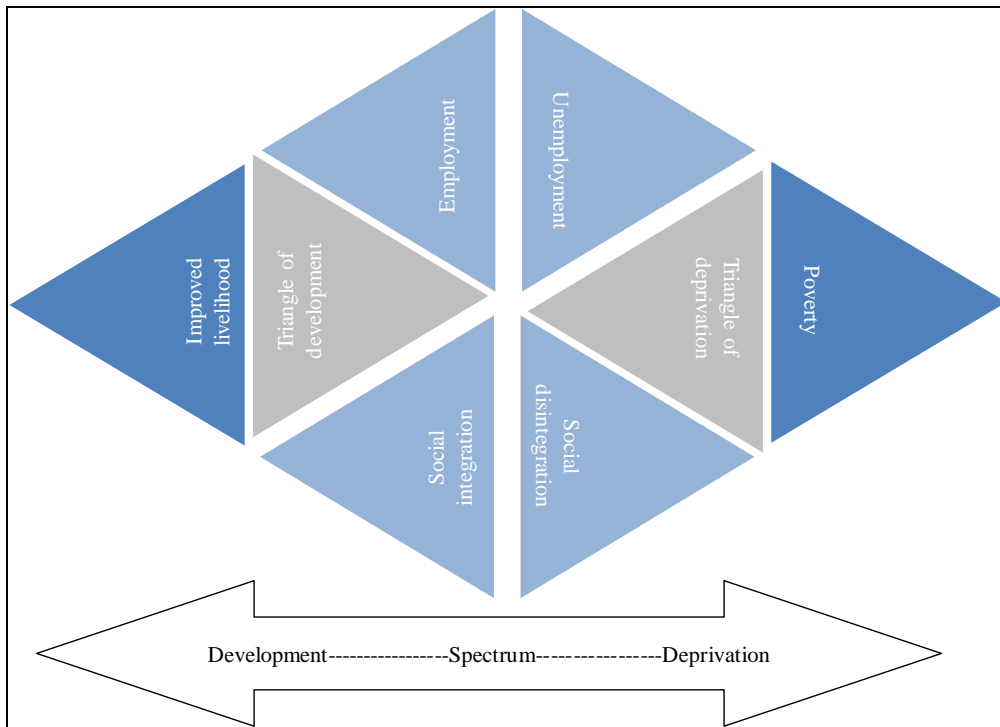 Employment
Unemployment
Improved
livelihood
Triangle of
development
Triangle of
deprivation
Poverty
Social
integration
Social
disintegration
Development-----------------Spectrum-----------------Deprivation